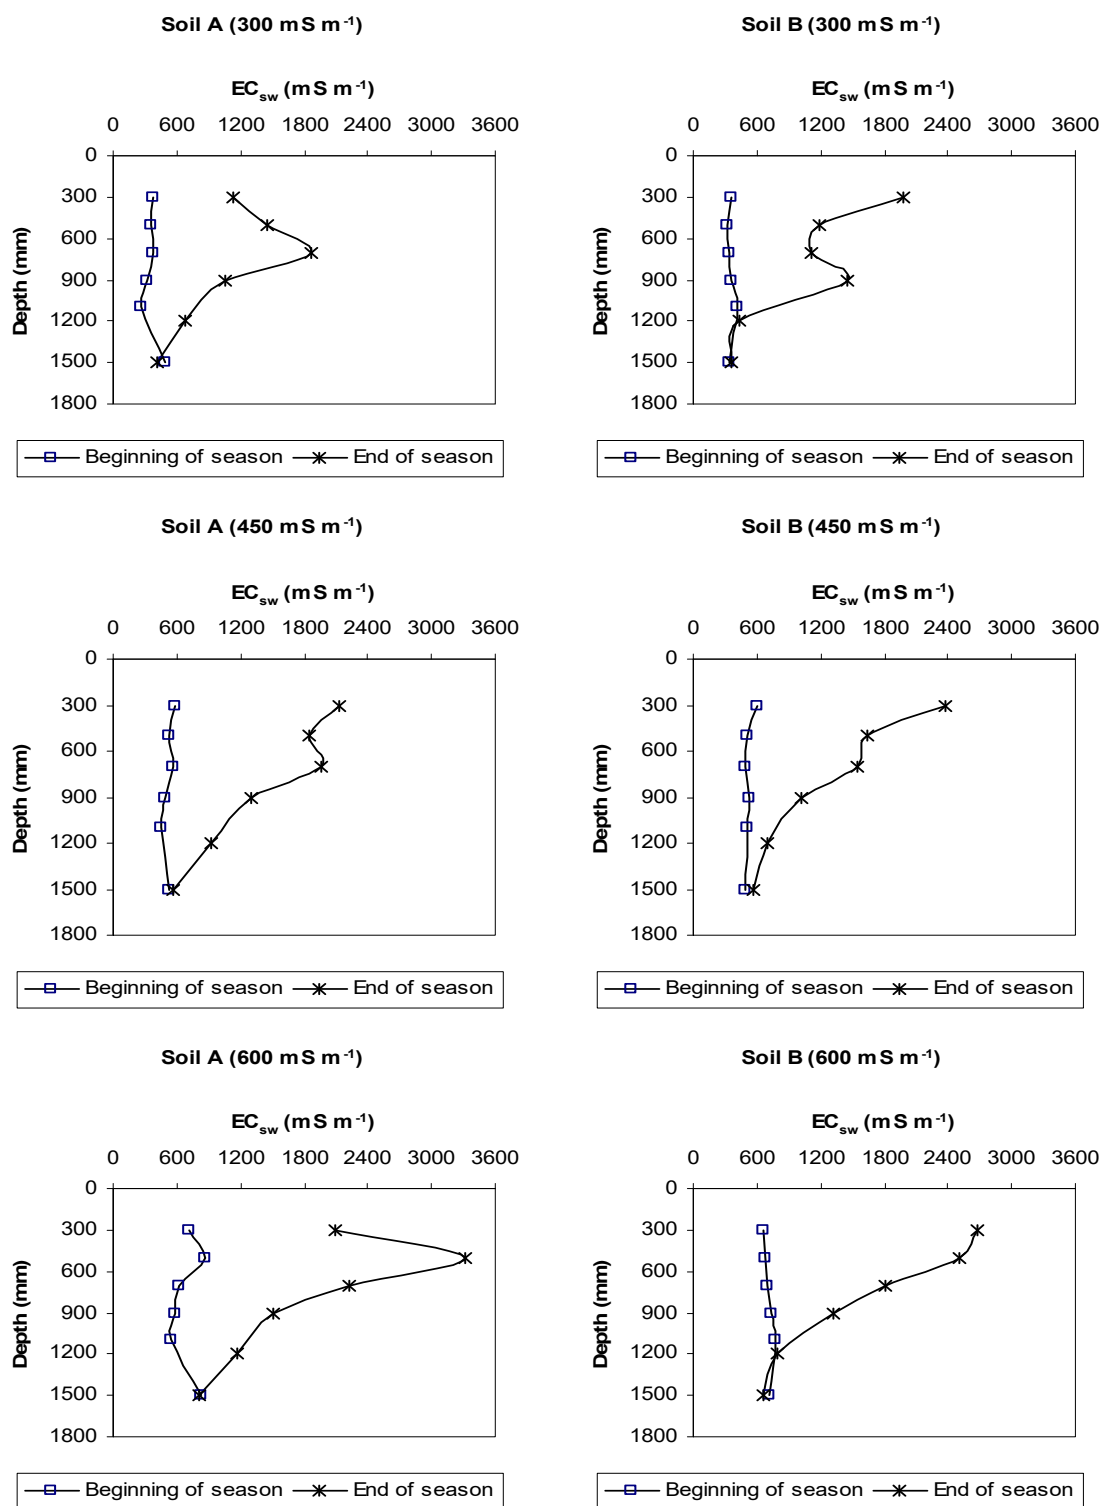 Soil A (300 mS m⁻¹)
ECsw (mS m⁻¹)
0 600 1200 1800 2400 3000 3600
0
300
600
900
1200
1500
1800
Depth (mm)
Beginning of season End of season
Soil B (300 mS m⁻¹)
ECsw (mS m⁻¹)
0 600 1200 1800 2400 3000 3600
0
300
600
900
1200
1500
1800
Depth (mm)
Beginning of season End of season
Soil A (450 mS m⁻¹)
ECsw (mS m⁻¹)
0 600 1200 1800 2400 3000 3600
0
300
600
900
1200
1500
1800
Depth (mm)
Beginning of season End of season
Soil B (450 mS m⁻¹)
ECsw (mS m⁻¹)
0 600 1200 1800 2400 3000 3600
0
300
600
900
1200
1500
1800
Depth (mm)
Beginning of season End of season
Soil A (600 mS m⁻¹)
ECsw (mS m⁻¹)
0 600 1200 1800 2400 3000 3600
0
300
600
900
1200
1500
1800
Depth (mm)
Beginning of season End of season
Soil B (600 mS m⁻¹)
ECsw (mS m⁻¹)
0 600 1200 1800 2400 3000 3600
0
300
600
900
1200
1500
1800
Depth (mm)
Beginning of season End of season